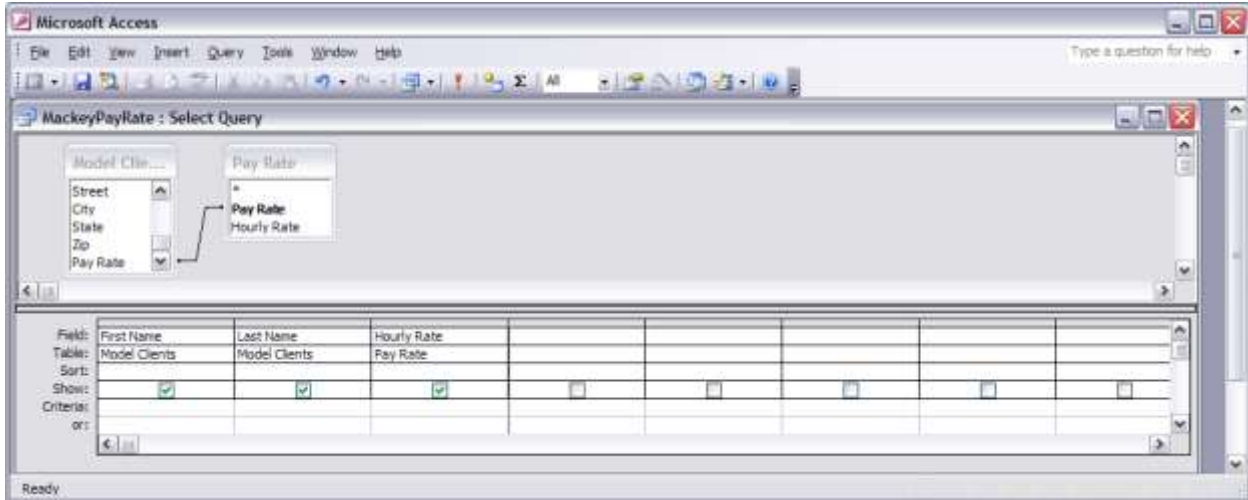 Microsoft Access
File Edit View Insert Query Tools Window Help
Type a question for help
Σ All
MackeyPayRate : Select Query
Model Clie...
Pay Rate
Street
City
State
Zip
Pay Rate
*
Pay Rate
Hourly Rate
Field: First Name Last Name Hourly Rate
Table: Model Clients Model Clients Pay Rate
Sort:
Show:
Criteria:
or:
Ready